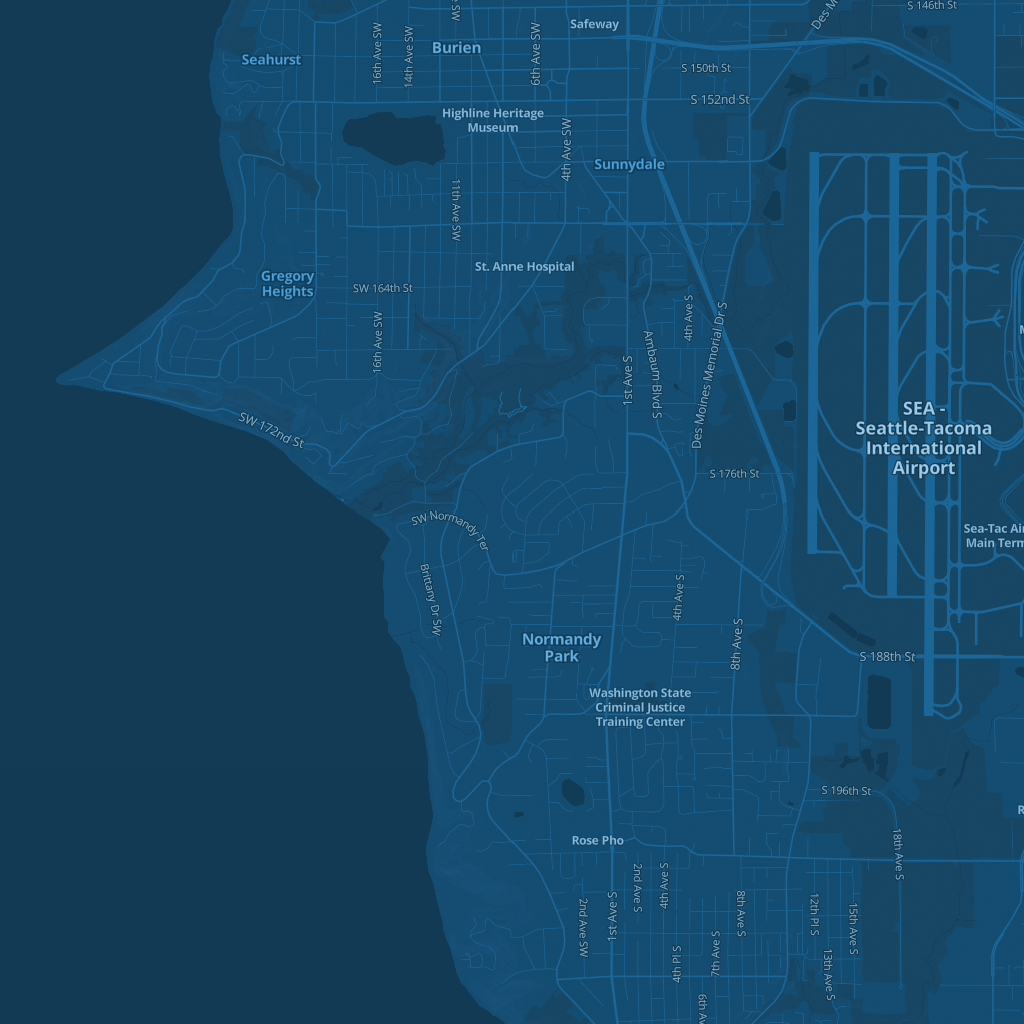 S 146th St
Des M
Safeway
Burien
Seahurst
16th Ave SW
14th Ave SW
6th Ave SW
S 150th St
S 152nd St
Highline Heritage
Museum
4th Ave SW
Sunnydale
11th Ave SW
St. Anne Hospital
Gregory
Heights
SW 164th St
16th Ave SW
4th Ave S
Des Moines Memorial Dr S
Ambaum Blvd S
1st Ave S
SEA -
Seattle-Tacoma
International
Airport
SW 172nd St
S 176th St
SW Normandy Ter
Sea-Tac Air
Main Term
Brittany Dr SW
4th Ave S
8th Ave S
Normandy
Park
S 188th St
Washington State
Criminal Justice
Training Center
S 196th St
Rose Pho
18th Ave S
2nd Ave S
4th Ave S
1st Ave S
2nd Ave SW
8th Ave S
12th Pl S
15th Ave S
4th Pl S
7th Ave S
13th Ave S
6th Av